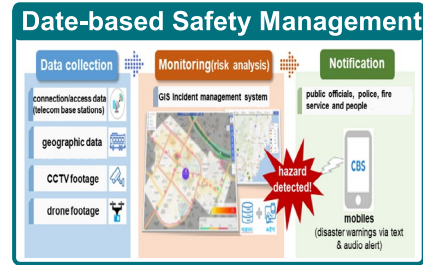 Date-based Safety Management
Data collection
Monitoring(risk analysis)
Notification
connection/access data
(telecom base stations)
geographic data
CCTV footage
drone footage
GIS incident management system
hazard
detected!
public officials, police, fire
service and people
CBS
mobiles
(disaster warnings via text
& audio alert)